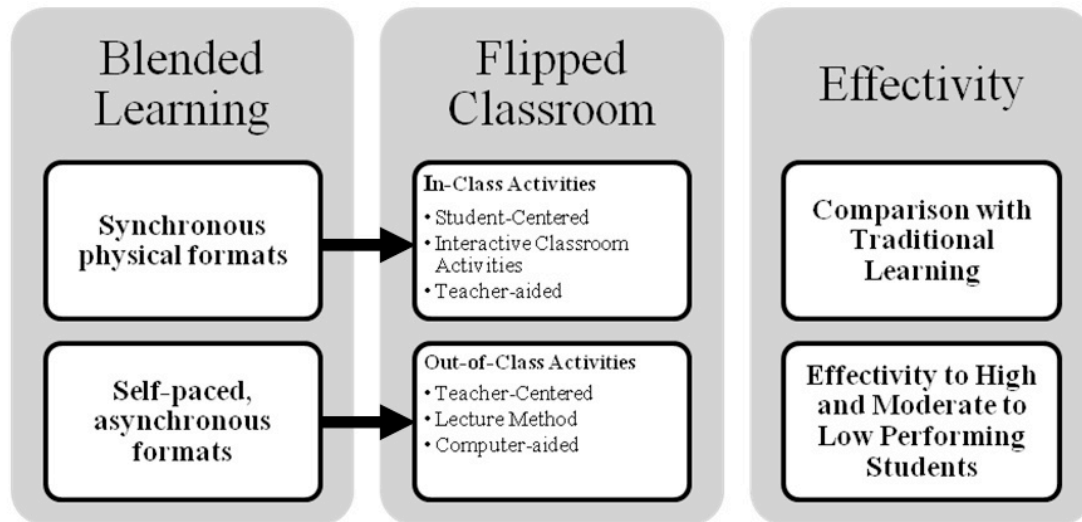 Blended
Learning
Synchronous
physical formats
Self-paced,
asynchronous
formats
Flipped
Classroom
In-Class Activities
• Student-Centered
• Interactive Classroom
Activities
• Teacher-aided
Out-of-Class Activities
• Teacher-Centered
• Lecture Method
• Computer-aided
Effectivity
Comparison with
Traditional
Learning
Effectivity to High
and Moderate to
Low Performing
Students